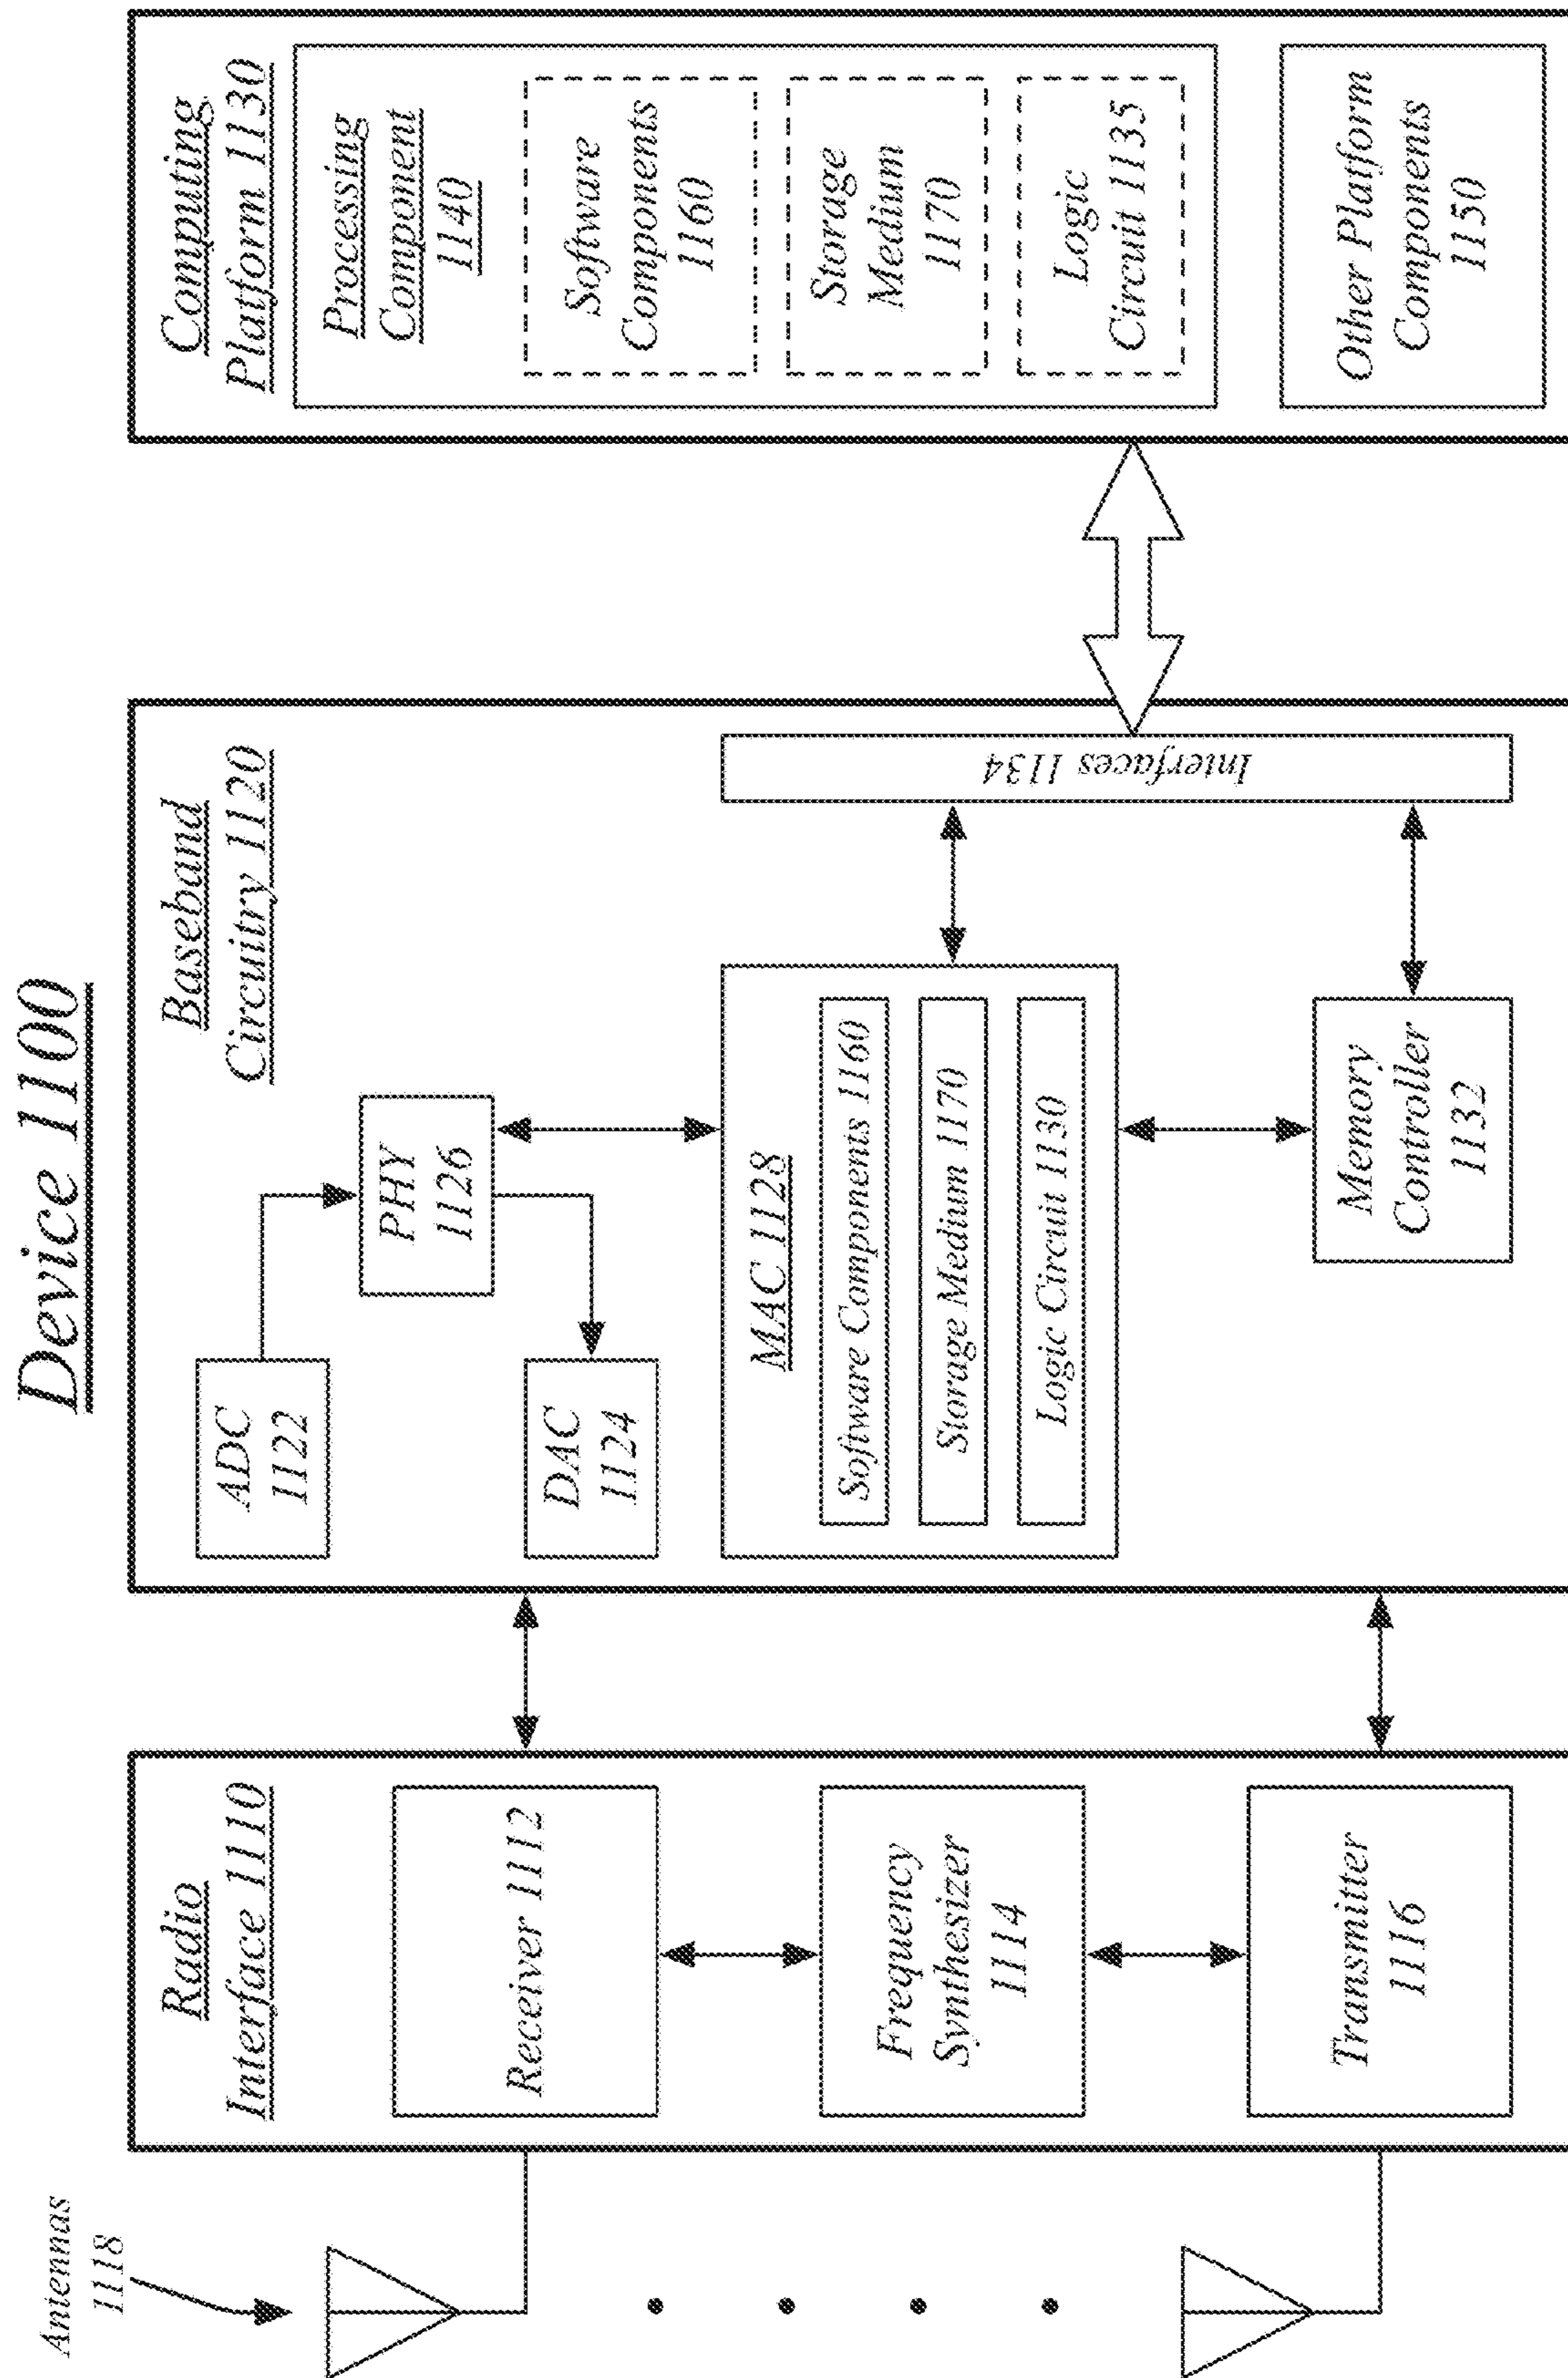 Device 1100
Antennas
1118
Radio
Interface 1110
Receiver 1112
Frequency
Synthesizer
1114
Transmitter
1116
Baseband
Circuitry 1120
ADC
1122
PHY
1126
DAC
1124
MAC 1128
Software Components 1160
Storage Medium 1170
Logic Circuit 1130
Memory
Controller
1132
Interfaces 1134
Computing
Platform 1130
Processing
Component
1140
Software
Components
1160
Storage
Medium
1170
Logic
Circuit 1135
Other Platform
Components
1150